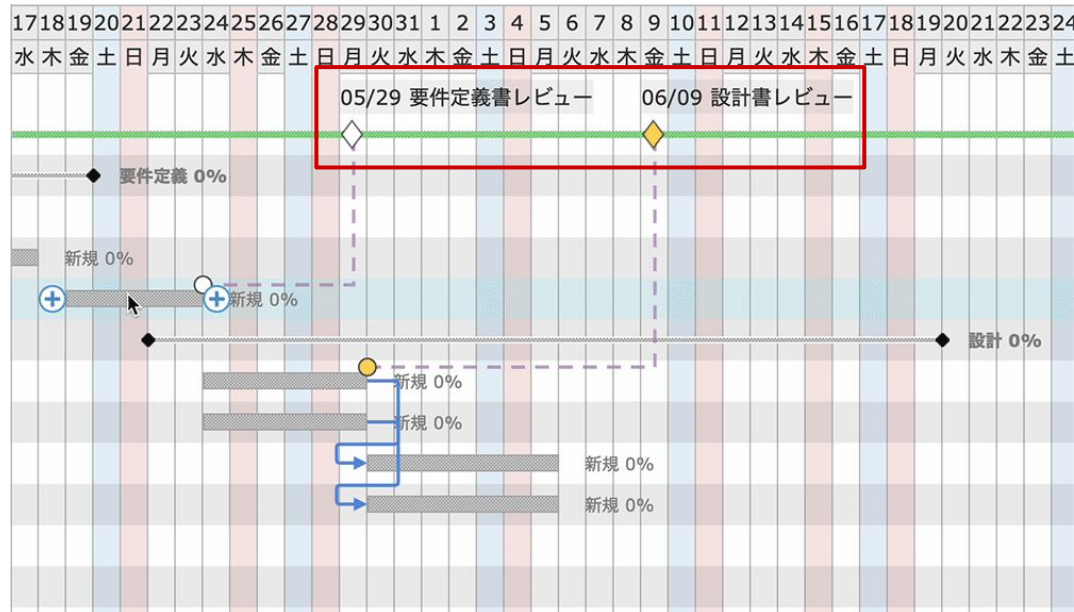 17 18 19 20 21 22 23 24 25 26 27 28 29 30 31 1 2 3 4 5 6 7 8 9 10 11 12 13 14 15 16 17 18 19 20 21 22 23 24
水 木 金 土 日 月 火 水 木 金 土 日 月 火 水 木 金 土 日 月 火 水 木 金 土 日 月 火 水 木 金 土 日 月 火 水 木 金 土
05/29 要件定義書レビュー 06/09 設計書レビュー
要件定義 0%
新規 0%
新規 0%
設計 0%
新規 0%
新規 0%
新規 0%
新規 0%